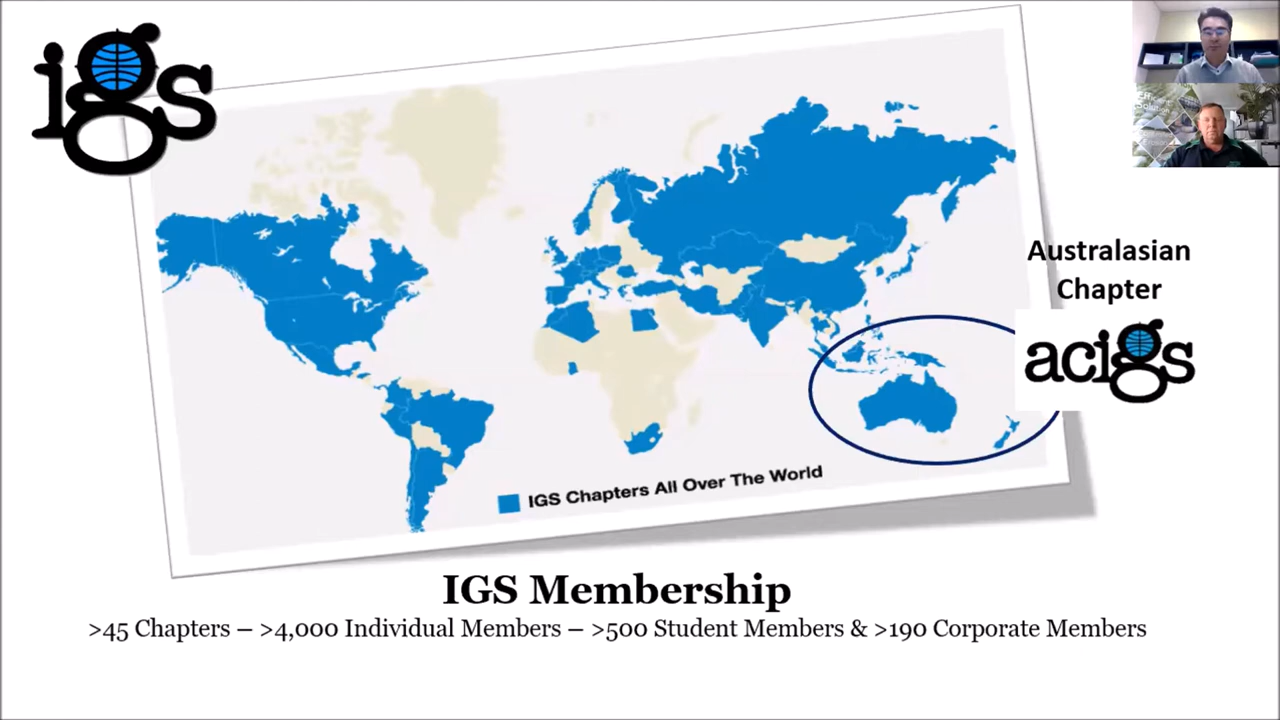 igs
Australasian
Chapter
acigs
IGS Chapters All Over The World
IGS Membership
>45 Chapters – >4,000 Individual Members – >500 Student Members & >190 Corporate Members